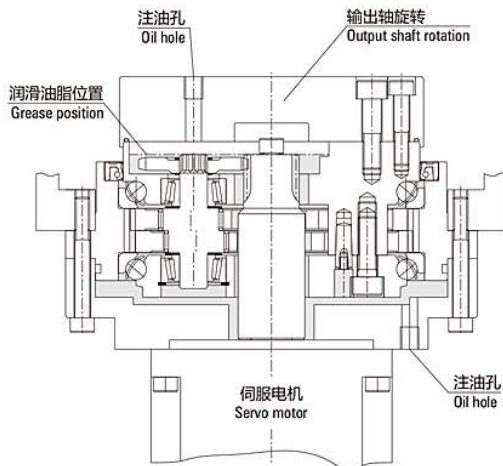 注油孔
Oil hole
输出轴旋转
Output shaft rotation
润滑油脂位置
Grease position
注油孔
Oil hole
伺服电机
Servo motor